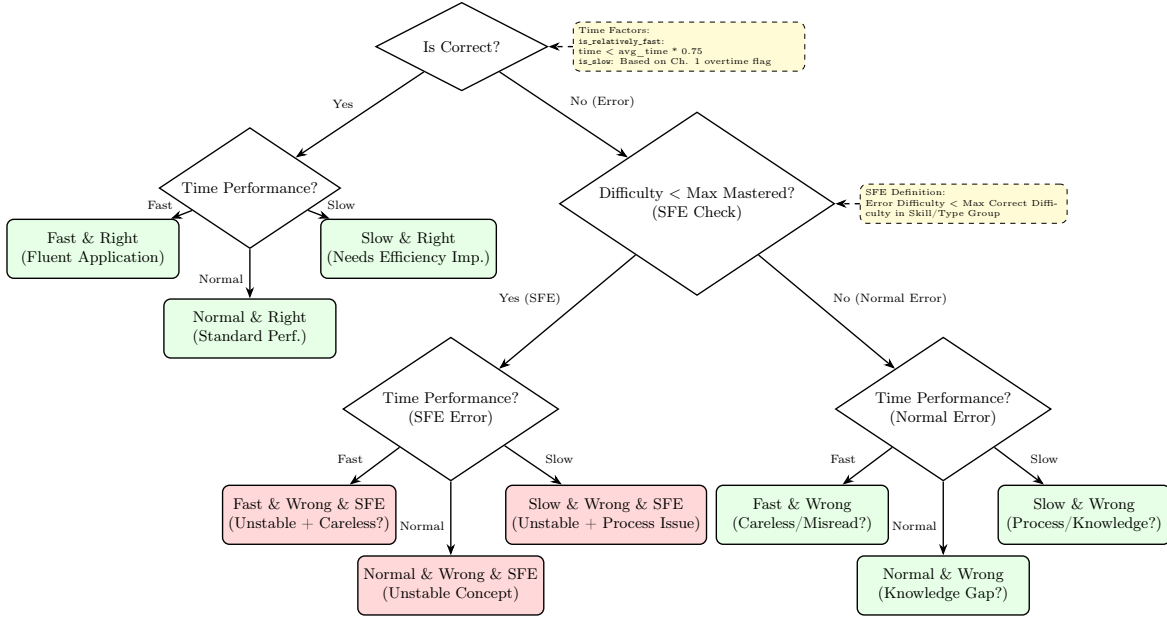 Is Correct?
Time Factors:
is_relatively_fast:
time < avg_time * 0.75
is_slow: Based on Ch. 1 overtime flag
Yes
No (Error)
Time Performance?
Difficulty < Max Mastered?
(SFE Check)
SFE Definition:
Error Difficulty < Max Correct Diffi-
culty in Skill/Type Group
Fast
Slow
Fast & Right
(Fluent Application)
Slow & Right
(Needs Efficiency Imp.)
Normal
Normal & Right
(Standard Perf.)
Yes (SFE)
No (Normal Error)
Time Performance?
(SFE Error)
Time Performance?
(Normal Error)
Fast
Slow
Fast
Slow
Fast & Wrong & SFE
(Unstable + Careless?)
Slow & Wrong & SFE
(Unstable + Process Issue)
Fast & Wrong
(Careless/Misread?)
Slow & Wrong
(Process/Knowledge?)
Normal
Normal
Normal & Wrong & SFE
(Unstable Concept)
Normal & Wrong
(Knowledge Gap?)